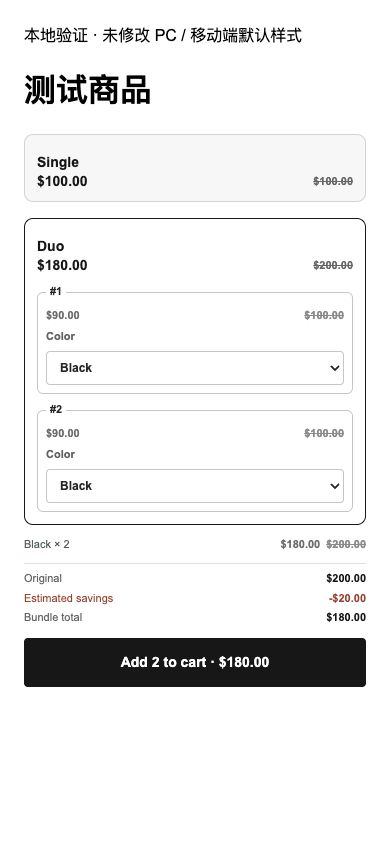 本地验证 · 未修改 PC / 移动端默认样式
测试商品
Single
$100.00 $100.00
Duo
$180.00 $200.00
#1
$90.00 $100.00
Color
Black
#2
$90.00 $100.00
Color
Black
Black × 2 $180.00 $200.00
Original $200.00
Estimated savings -$20.00
Bundle total $180.00
Add 2 to cart · $180.00